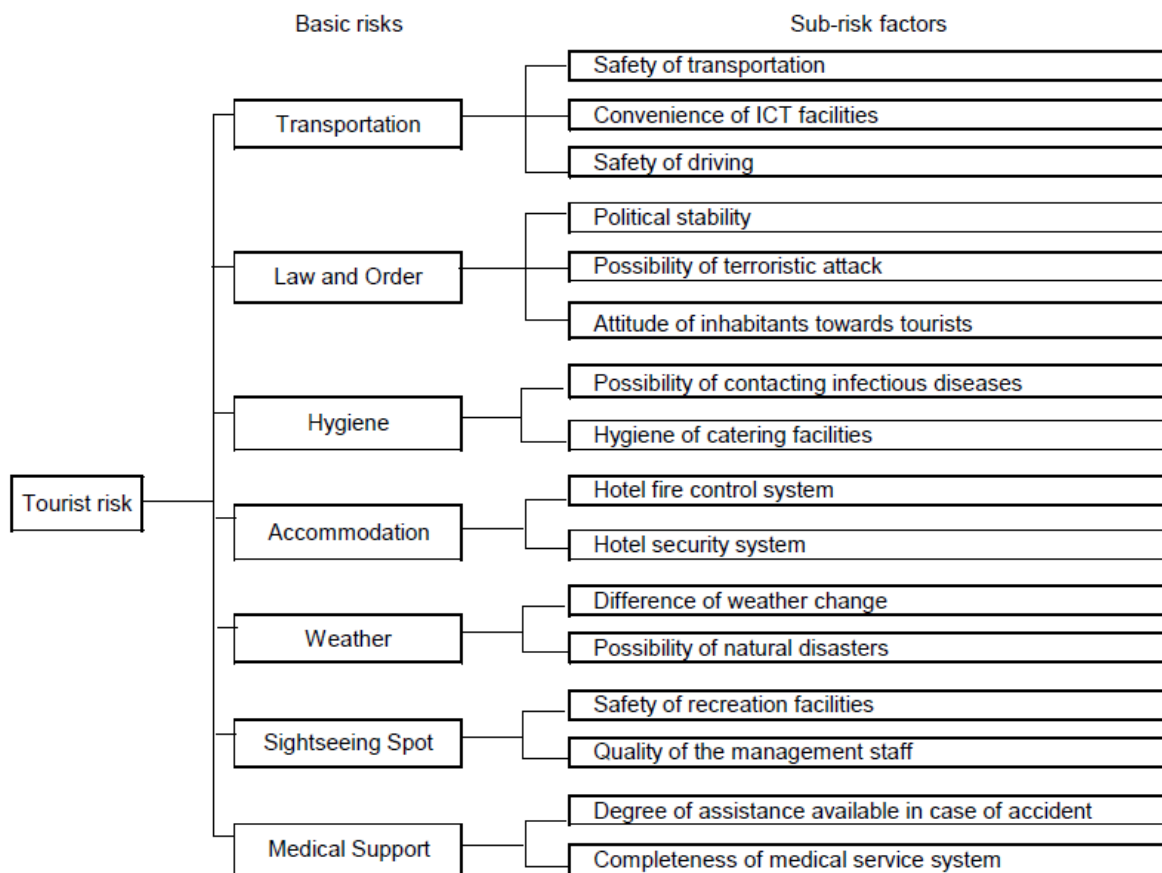 Basic risks
Sub-risk factors
Safety of transportation
Transportation
Convenience of ICT facilities
Safety of driving
Political stability
Law and Order
Possibility of terroristic attack
Attitude of inhabitants towards tourists
Possibility of contacting infectious diseases
Hygiene
Hygiene of catering facilities
Tourist risk
Hotel fire control system
Accommodation
Hotel security system
Difference of weather change
Weather
Possibility of natural disasters
Safety of recreation facilities
Sightseeing Spot
Quality of the management staff
Degree of assistance available in case of accident
Medical Support
Completeness of medical service system